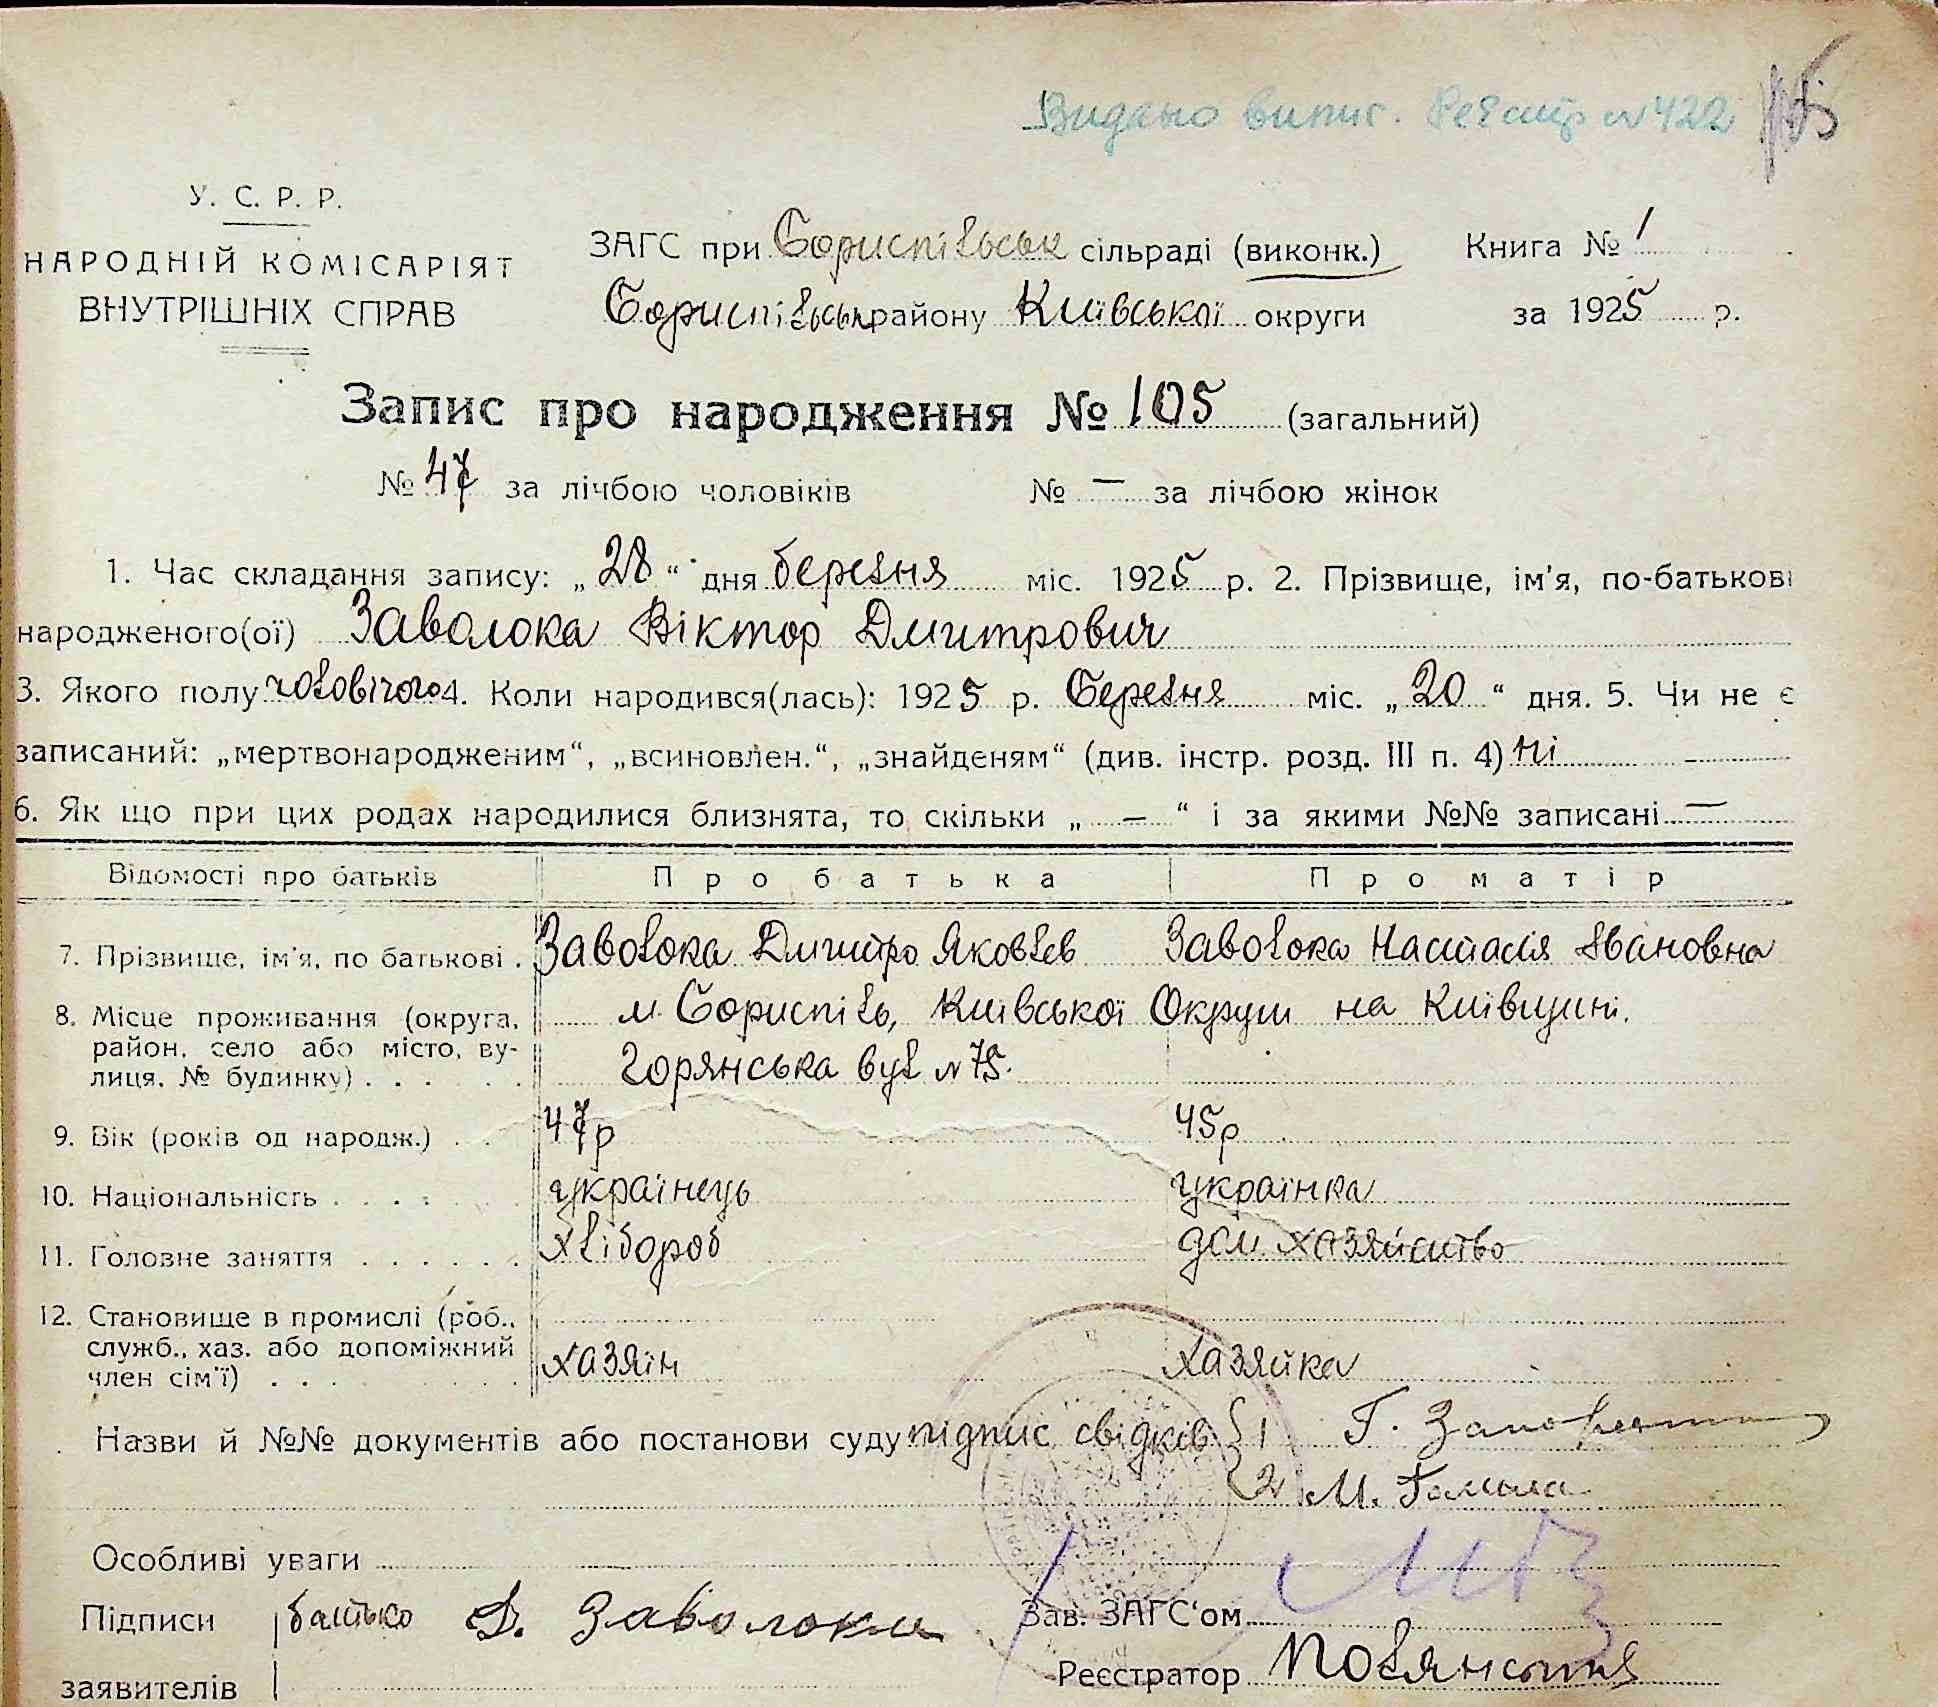 Видано випис. Реєстр N 422
У. С. Р. Р.
НАРОДНІЙ КОМІСАРІЯТ
ВНУТРІШНІХ СПРАВ
ЗАГС при Бориспільськ сільраді (виконк.) Книга № 1
Бориспільськ району Київської округи за 1925 р.
Запис про народження № 105 (загальний)
№ 47 за лічбою чоловіків № — за лічбою жінок
1. Час складання запису: „28“ дня березня міс. 1925 р. 2. Прізвище, ім'я, по-батькові
народженого(ої) Заволока Віктор Дмитрович
3. Якого полу чоловічого 4. Коли народився(лась): 1925 р. Березня міс. „20“ дня. 5. Чи не є
записаний: „мертвонародженим“, „всиновлен.“, „знайденям“ (див. інстр. розд. III п. 4) ні —
6. Як що при цих родах народилися близнята, то скільки „ — “ і за якими №№ записані —
Відомості про батьків Про батька Про матір
7. Прізвище, ім'я, по батькові . Заволока Дмитро Яковлев Заволока Настасія Івановна
8. Місце проживання (округа, м Бориспіль, Київської Округи на Київщині.
район, село або місто, ву-
лиця, № будинку) . . . . . Горянська вул N 75.
9. Вік (років од народж.) . . 47р 45р
10. Національність . . . . . українець українка
11. Головне заняття . . . . . . хлібороб дом. хазяйство
12. Становище в промислі (роб.,
служб., хаз. або допоміжний
член сім'ї) . . . . хазяїн хазяйка
Назви й №№ документів або постанови суду підпис свідків { 1 Г.
2 М. Гамала
Особливі уваги
Підписи батько Д. Заволока Зав. ЗАГС'ом
заявителів Реєстратор Полянський